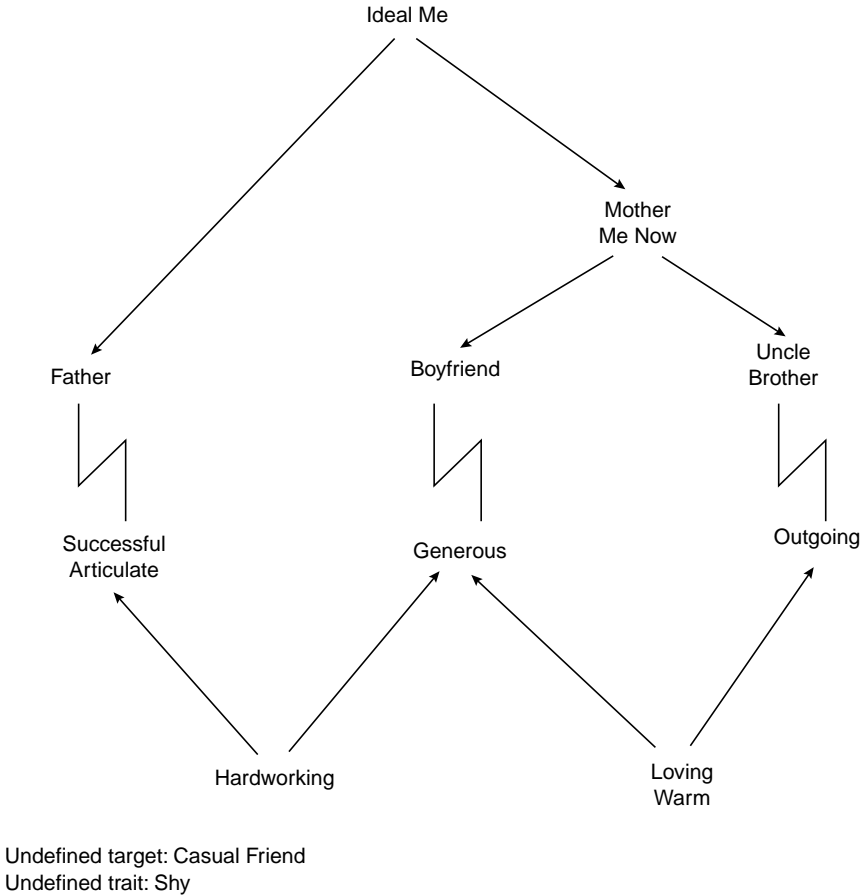 Ideal Me
Mother
Me Now
Father
Boyfriend
Uncle
Brother
Successful
Articulate
Generous
Outgoing
Hardworking
Loving
Warm
Undefined target: Casual Friend
Undefined trait: Shy